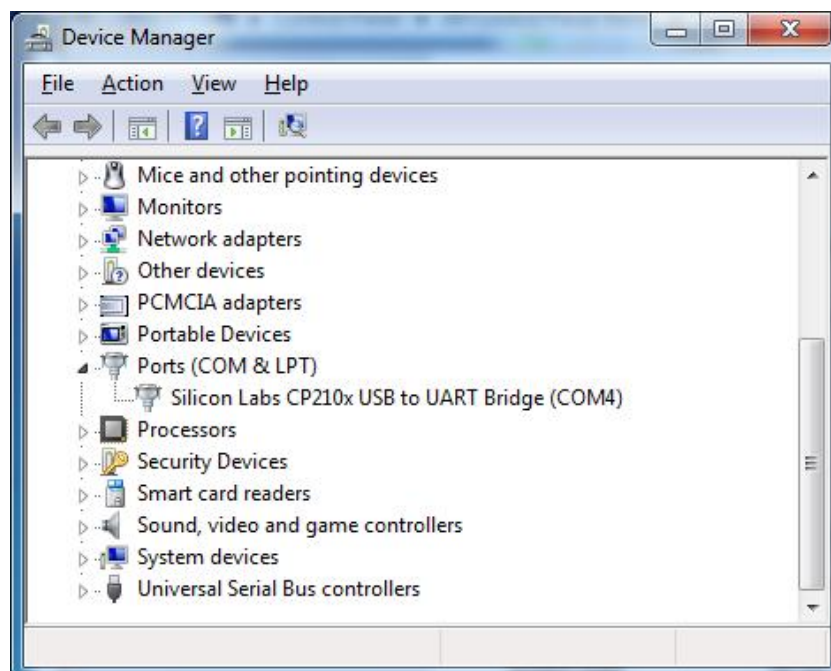 Device Manager
File Action View Help
Mice and other pointing devices
Monitors
Network adapters
Other devices
PCMCIA adapters
Portable Devices
Ports (COM & LPT)
Silicon Labs CP210x USB to UART Bridge (COM4)
Processors
Security Devices
Smart card readers
Sound, video and game controllers
System devices
Universal Serial Bus controllers